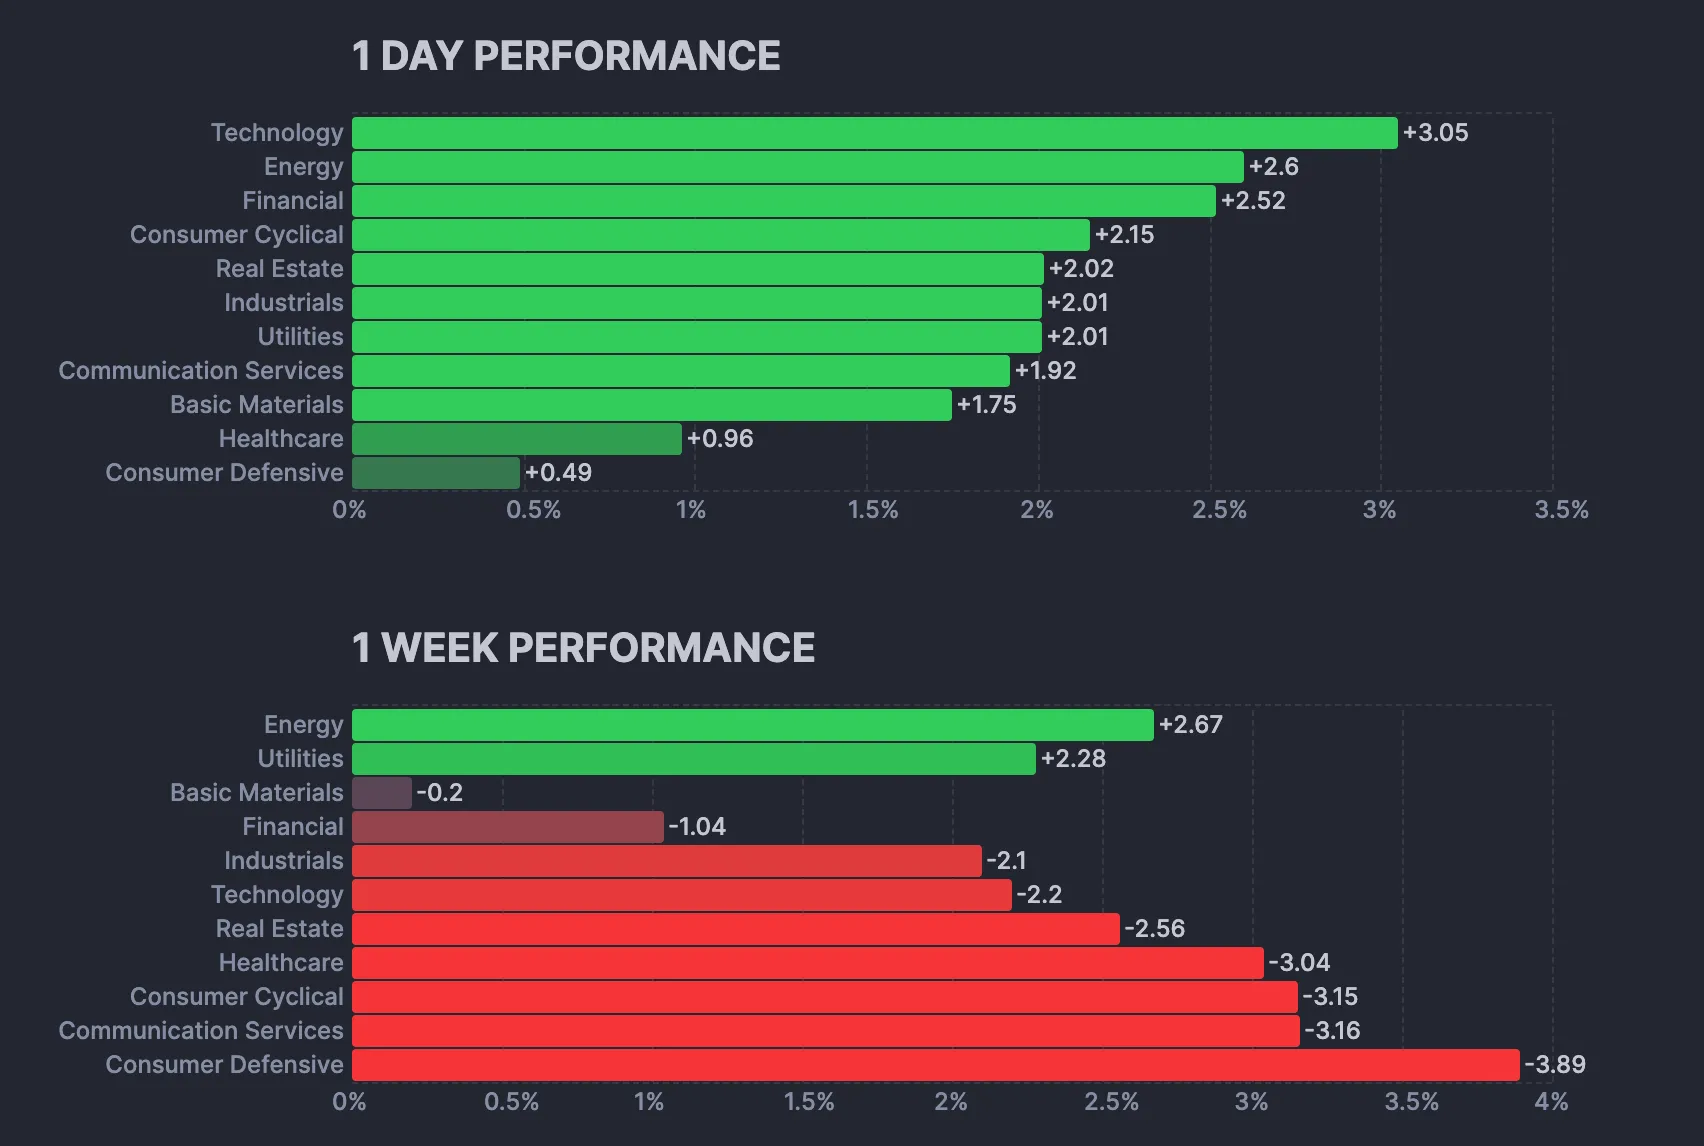 1 DAY PERFORMANCE
Technology +3.05
Energy +2.6
Financial +2.52
Consumer Cyclical +2.15
Real Estate +2.02
Industrials +2.01
Utilities +2.01
Communication Services +1.92
Basic Materials +1.75
Healthcare +0.96
Consumer Defensive +0.49
0% 0.5% 1% 1.5% 2% 2.5% 3% 3.5%
1 WEEK PERFORMANCE
Energy +2.67
Utilities +2.28
Basic Materials -0.2
Financial -1.04
Industrials -2.1
Technology -2.2
Real Estate -2.56
Healthcare -3.04
Consumer Cyclical -3.15
Communication Services -3.16
Consumer Defensive -3.89
0% 0.5% 1% 1.5% 2% 2.5% 3% 3.5% 4%